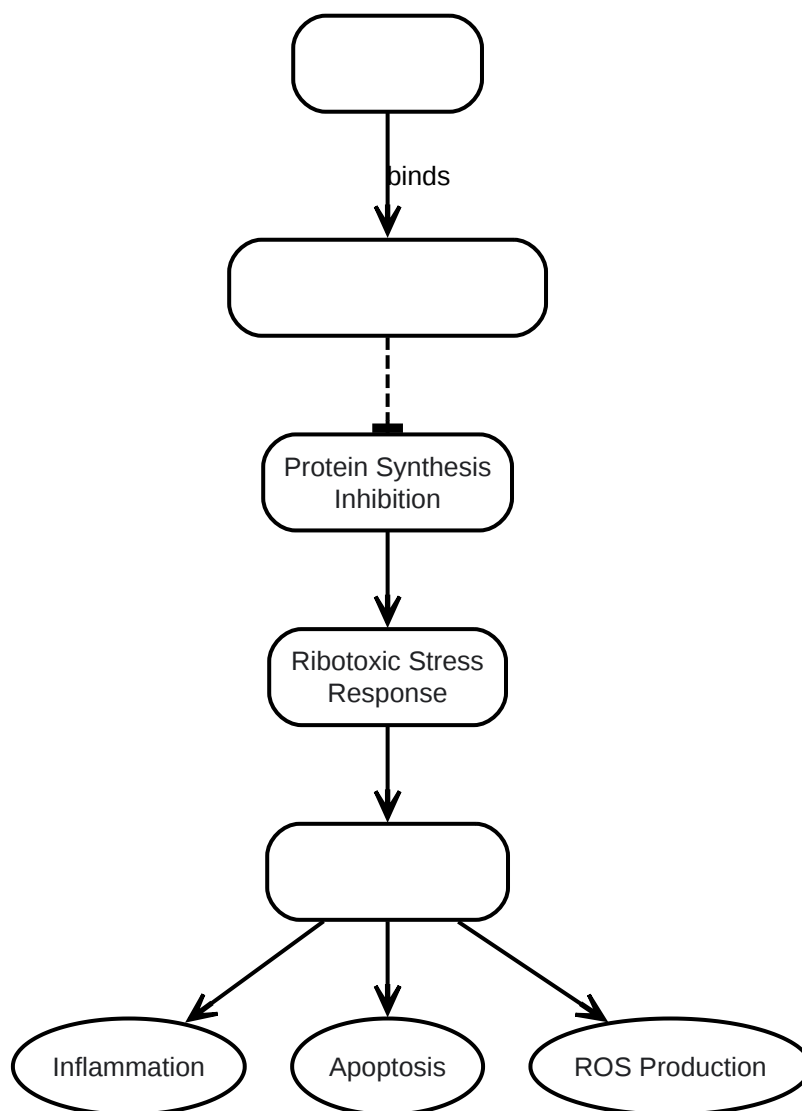 binds
Protein Synthesis
Inhibition
Ribotoxic Stress
Response
Inflammation
Apoptosis
ROS Production